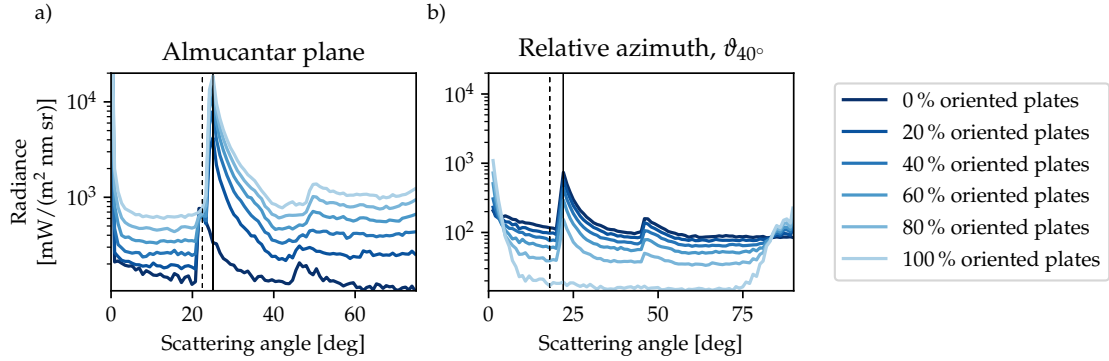 a)
b)
Almucantar plane
Relative azimuth, ϑ₄₀°
Radiance
[mW/(m² nm sr)]
10⁴
10³
0
20
40
60
Scattering angle [deg]
10⁴
10³
10²
0
25
50
75
Scattering angle [deg]
0 % oriented plates
20 % oriented plates
40 % oriented plates
60 % oriented plates
80 % oriented plates
100 % oriented plates